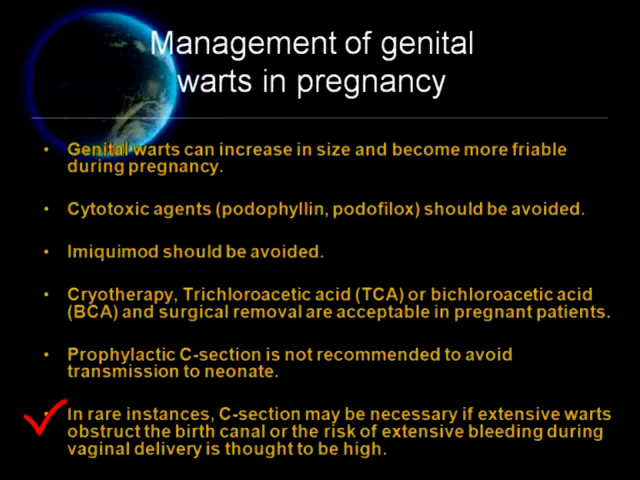 Management of genital
warts in pregnancy
• Genital warts can increase in size and become more friable
during pregnancy.
• Cytotoxic agents (podophyllin, podofilox) should be avoided.
• Imiquimod should be avoided.
• Cryotherapy, Trichloroacetic acid (TCA) or bichloroacetic acid
(BCA) and surgical removal are acceptable in pregnant patients.
• Prophylactic C-section is not recommended to avoid
transmission to neonate.
• In rare instances, C-section may be necessary if extensive warts
obstruct the birth canal or the risk of extensive bleeding during
vaginal delivery is thought to be high.